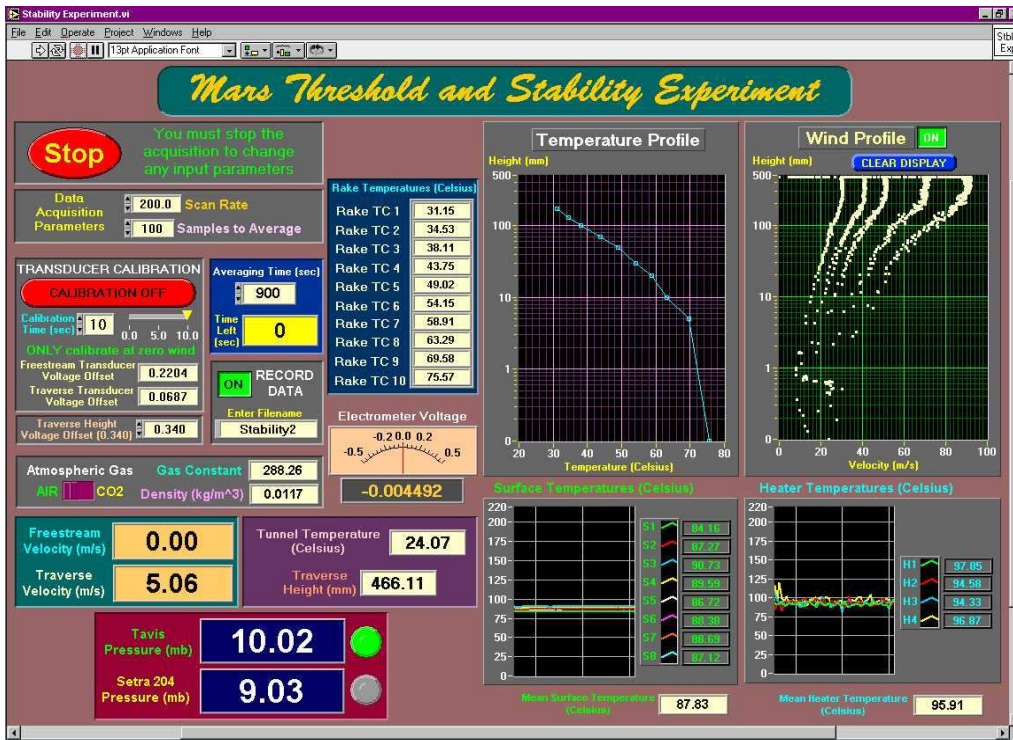 Stability Experiment.vi
File Edit Operate Project Windows Help
13pt Application Font
Mars Threshold and Stability Experiment
Stop
You must stop the
acquisition to change
any input parameters
Data
Acquisition
Parameters
200.0 Scan Rate
100 Samples to Average
TRANSDUCER CALIBRATION
CALIBRATION OFF
Calibration
Time (sec) 10
0.0 5.0 10.0
ONLY calibrate at zero wind
Freestream Transducer
Voltage Offset 0.2204
Traverse Transducer
Voltage Offset 0.0687
Traverse Height
Voltage Offset (0.340) 0.340
Averaging Time (sec)
900
Time
Left
(sec)
0
ON RECORD
DATA
Enter Filename
Stability2
Rake Temperatures (Celsius)
Rake TC 1 31.15
Rake TC 2 34.53
Rake TC 3 38.11
Rake TC 4 43.75
Rake TC 5 49.02
Rake TC 6 54.15
Rake TC 7 58.91
Rake TC 8 63.29
Rake TC 9 69.58
Rake TC 10 75.57
Electrometer Voltage
-0.5 -0.2 0.0 0.2 0.5
-0.004492
Atmospheric Gas
AIR CO2
Gas Constant 288.26
Density (kg/m^3) 0.0117
Freestream
Velocity (m/s) 0.00
Traverse
Velocity (m/s) 5.06
Tunnel Temperature
(Celsius) 24.07
Traverse
Height (mm) 466.11
Tavis
Pressure (mb) 10.02
Setra 204
Pressure (mb) 9.03
Temperature Profile
Height (mm)
500
100
10
1
0
20 30 40 50 60 70 80
Temperature (Celsius)
Wind Profile ON
Height (mm) CLEAR DISPLAY
500
100
10
1
0
0 20 40 60 80 100
Velocity (m/s)
Surface Temperatures (Celsius)
220
200
175
150
125
100
75
50
25
0
S1 84.16
S2 87.27
S3 90.73
S4 89.59
S5 86.72
S6 88.38
S7 88.69
S8 87.12
Mean Surface Temperature
(Celsius) 87.83
Heater Temperatures (Celsius)
220
200
175
150
125
100
75
50
25
0
H1 97.85
H2 94.58
H3 94.33
H4 96.87
Mean Heater Temperature
(Celsius) 95.91